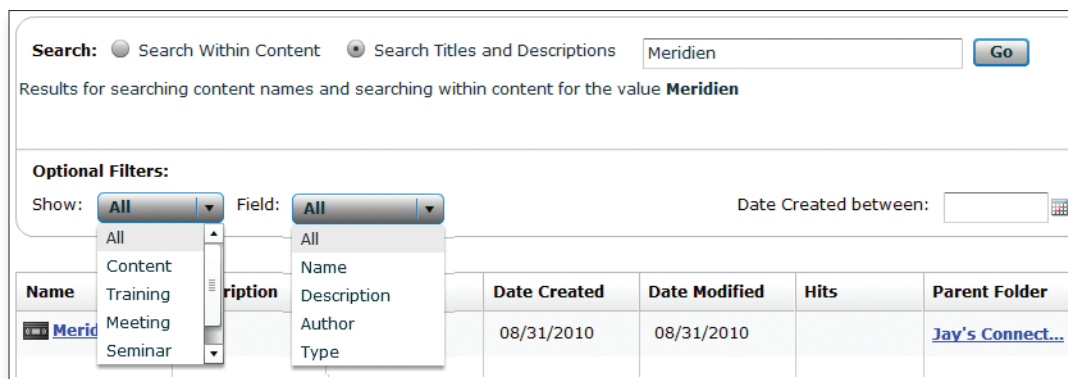 Search: Search Within Content Search Titles and Descriptions Meridien Go
Results for searching content names and searching within content for the value Meridien
Optional Filters:
Show: All Field: All Date Created between:
All All
Content Name
Training Description
Meeting Author
Seminar Type
Name Date Created Date Modified Hits Parent Folder
08/31/2010 08/31/2010 Jay's Connect...